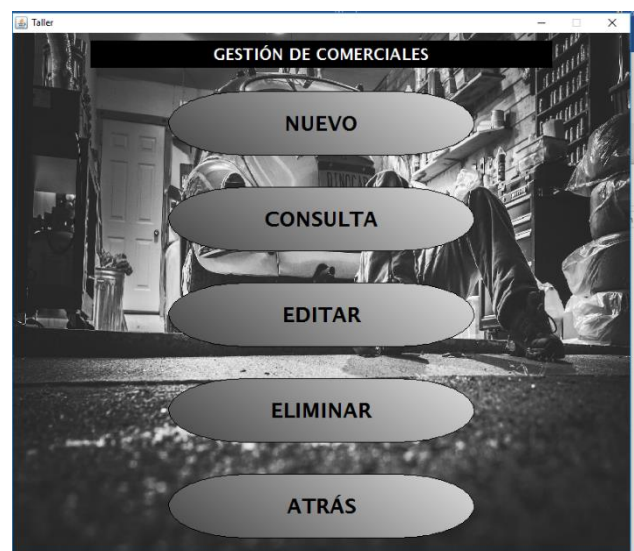 Taller
GESTIÓN DE COMERCIALES
NUEVO
CONSULTA
EDITAR
ELIMINAR
ATRÁS